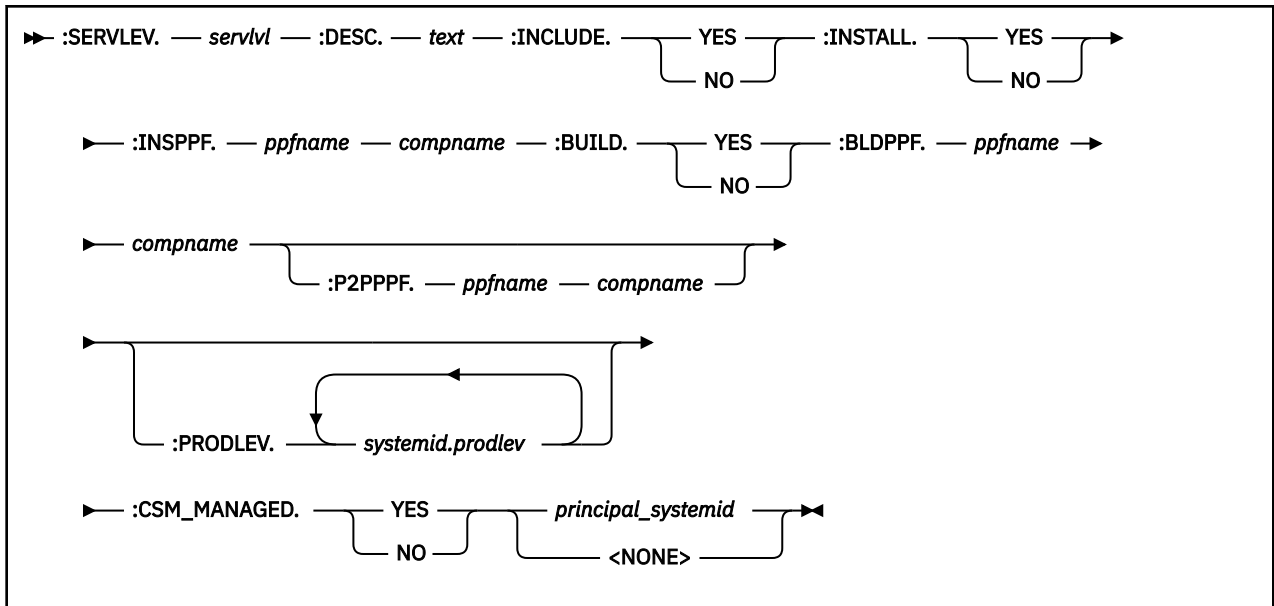 :SERVLEV. servlvl :DESC. text :INCLUDE. YES :INSTALL. YES
NO NO
:INSPPF. ppfname compname :BUILD. YES :BLDPPF. ppfname
NO
compname
:P2PPPF. ppfname compname
:PRODLEV. systemid.prodlev
:CSM_MANAGED. YES principal_systemid
NO <NONE>